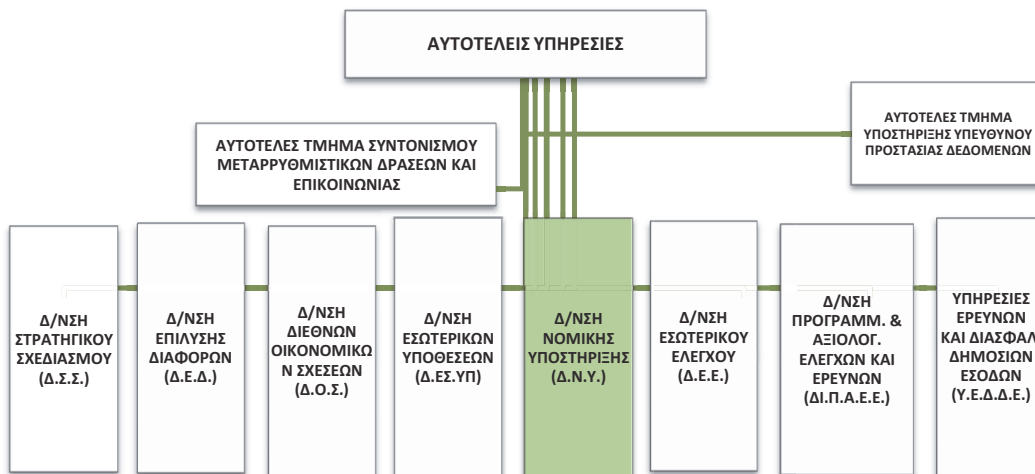 ΑΥΤΟΤΕΛΕΙΣ ΥΠΗΡΕΣΙΕΣ
ΑΥΤΟΤΕΛΕΣ ΤΜΗΜΑ ΣΥΝΤΟΝΙΣΜΟΥ
ΜΕΤΑΡΡΥΘΜΙΣΤΙΚΩΝ ΔΡΑΣΕΩΝ ΚΑΙ
ΕΠΙΚΟΙΝΩΝΙΑΣ
ΑΥΤΟΤΕΛΕΣ ΤΜΗΜΑ
ΥΠΟΣΤΗΡΙΞΗΣ ΥΠΕΥΘΥΝΟΥ
ΠΡΟΣΤΑΣΙΑΣ ΔΕΔΟΜΕΝΩΝ
Δ/ΝΣΗ
ΣΤΡΑΤΗΓΙΚΟΥ
ΣΧΕΔΙΑΣΜΟΥ
(Δ.Σ.Σ.)
Δ/ΝΣΗ
ΕΠΙΛΥΣΗΣ
ΔΙΑΦΟΡΩΝ
(Δ.Ε.Δ.)
Δ/ΝΣΗ
ΔΙΕΘΝΩΝ
ΟΙΚΟΝΟΜΙΚΩ
Ν ΣΧΕΣΕΩΝ
(Δ.Ο.Σ.)
Δ/ΝΣΗ
ΕΣΩΤΕΡΙΚΩΝ
ΥΠΟΘΕΣΕΩΝ
(Δ.ΕΣ.ΥΠ)
Δ/ΝΣΗ
ΝΟΜΙΚΗΣ
ΥΠΟΣΤΗΡΙΞΗΣ
(Δ.Ν.Υ.)
Δ/ΝΣΗ
ΕΣΩΤΕΡΙΚΟΥ
ΕΛΕΓΧΟΥ
(Δ.Ε.Ε.)
Δ/ΝΣΗ
ΠΡΟΓΡΑΜΜ. &
ΑΞΙΟΛΟΓ.
ΕΛΕΓΧΩΝ ΚΑΙ
ΕΡΕΥΝΩΝ
(ΔΙ.Π.Α.Ε.Ε.)
ΥΠΗΡΕΣΙΕΣ
ΕΡΕΥΝΩΝ
ΚΑΙ ΔΙΑΣΦΑΛ
ΔΗΜΟΣΙΩΝ
ΕΣΟΔΩΝ
(Υ.Ε.Δ.Δ.Ε.)